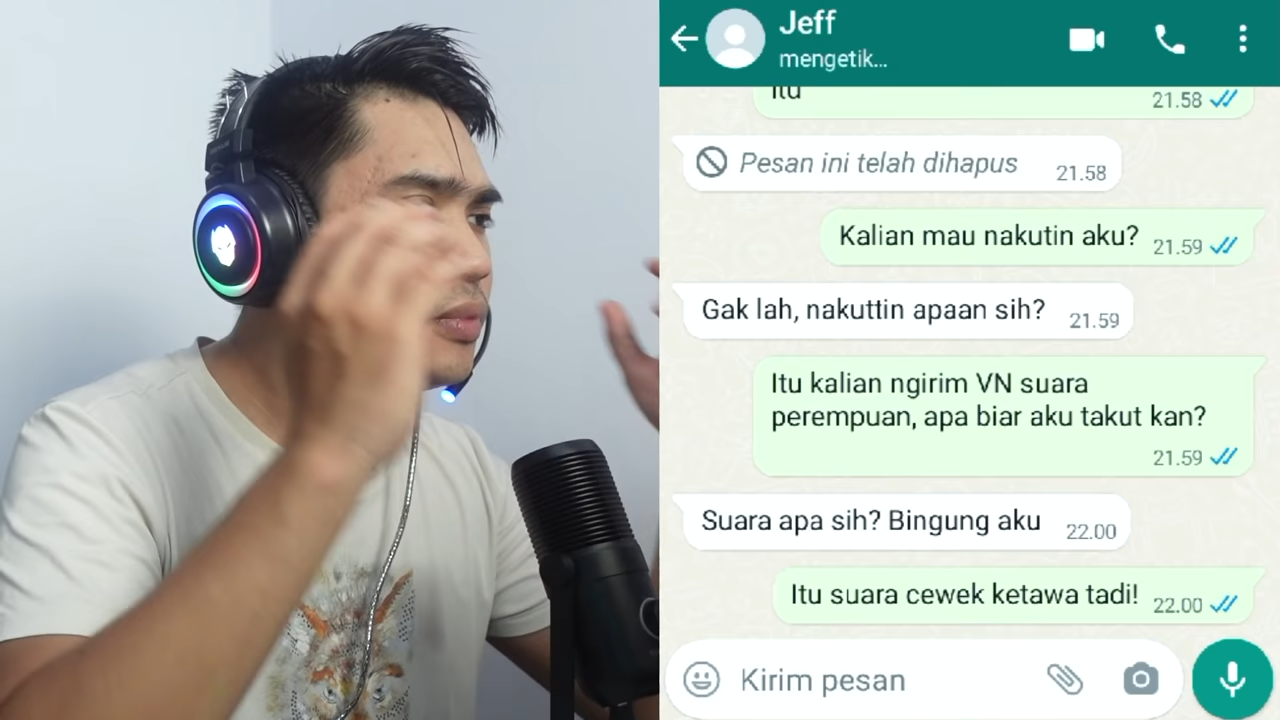 Jeff
mengetik...
itu
21.58
Pesan ini telah dihapus 21.58
Kalian mau nakutin aku? 21.59
Gak lah, nakuttin apaan sih? 21.59
Itu kalian ngirim VN suara
perempuan, apa biar aku takut kan?
21.59
Suara apa sih? Bingung aku 22.00
Itu suara cewek ketawa tadi! 22.00
Kirim pesan